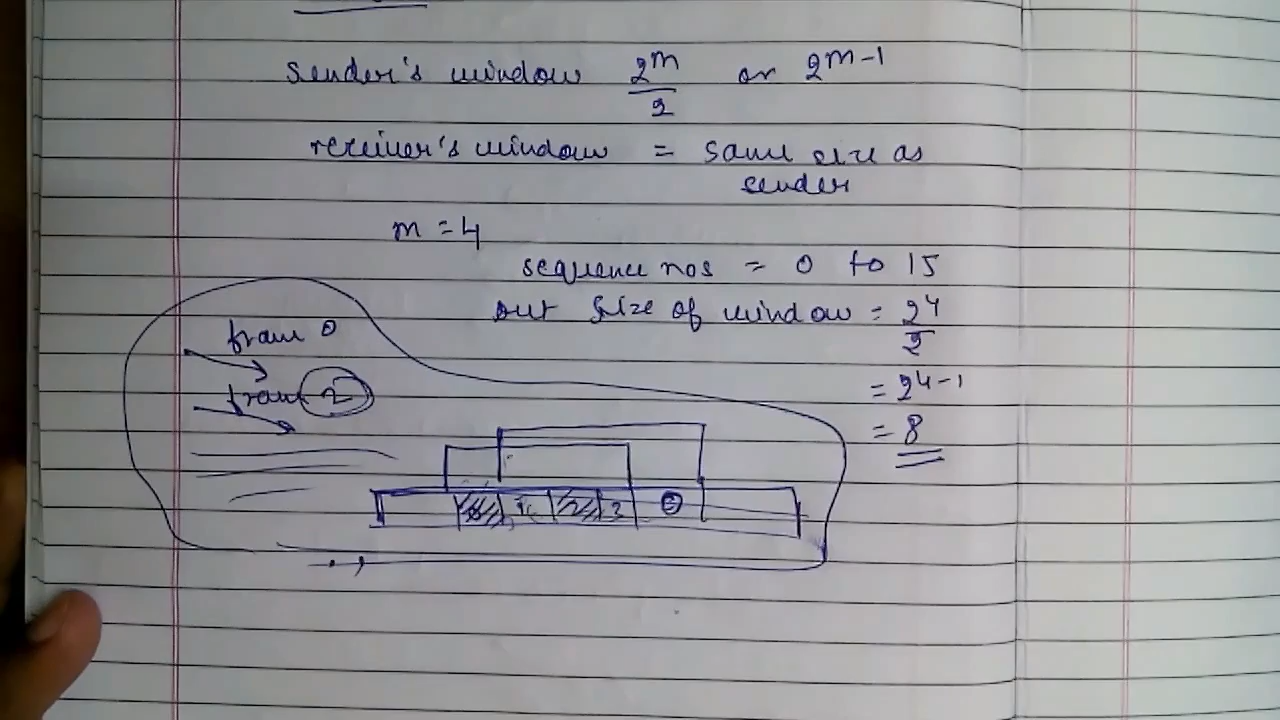 Sender's window 2^m / 2 or 2^m-1
receiver's window = same size as
sender
m = 4
sequence nos = 0 to 15
but size of window = 2^4 / 2
= 2^4-1
= 8
frame 0
frame 2
0 1 2 3 0